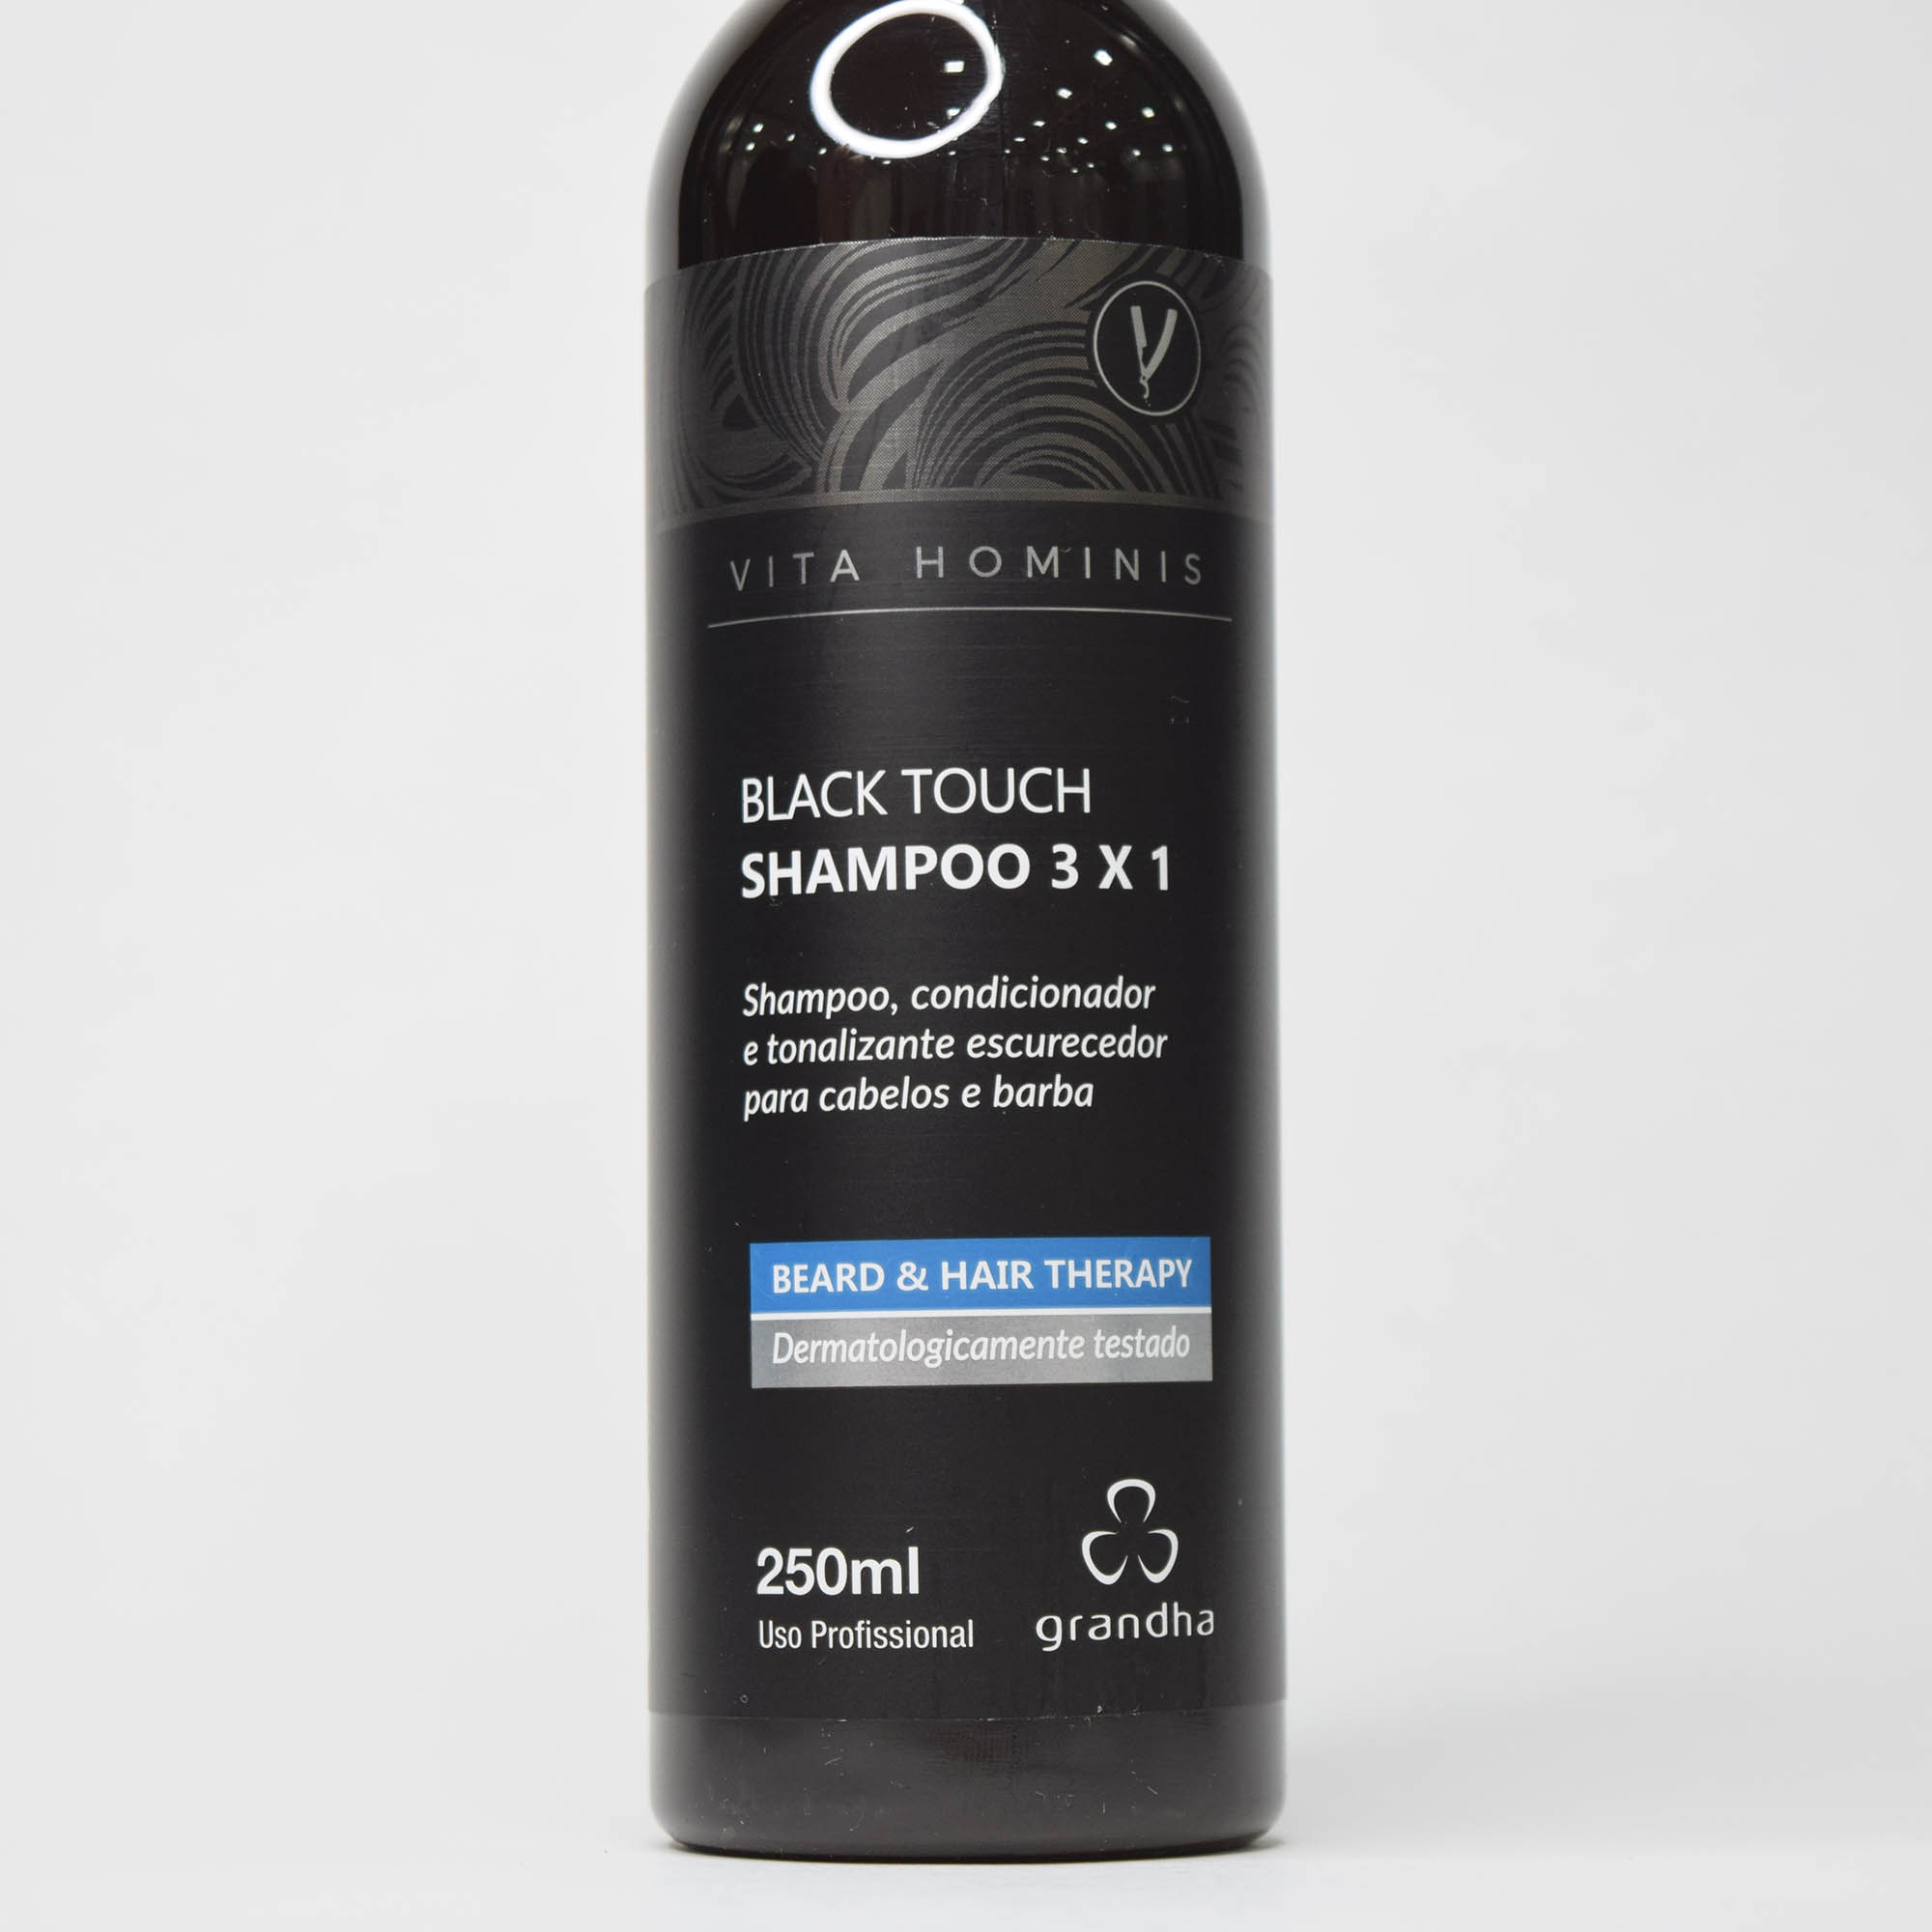 VITA HOMINIS
BLACK TOUCH
SHAMPOO 3 X 1
Shampoo, condicionador
e tonalizante escurecedor
para cabelos e barba
BEARD & HAIR THERAPY
Dermatologicamente testado
250ml
Uso Profissional
grandha